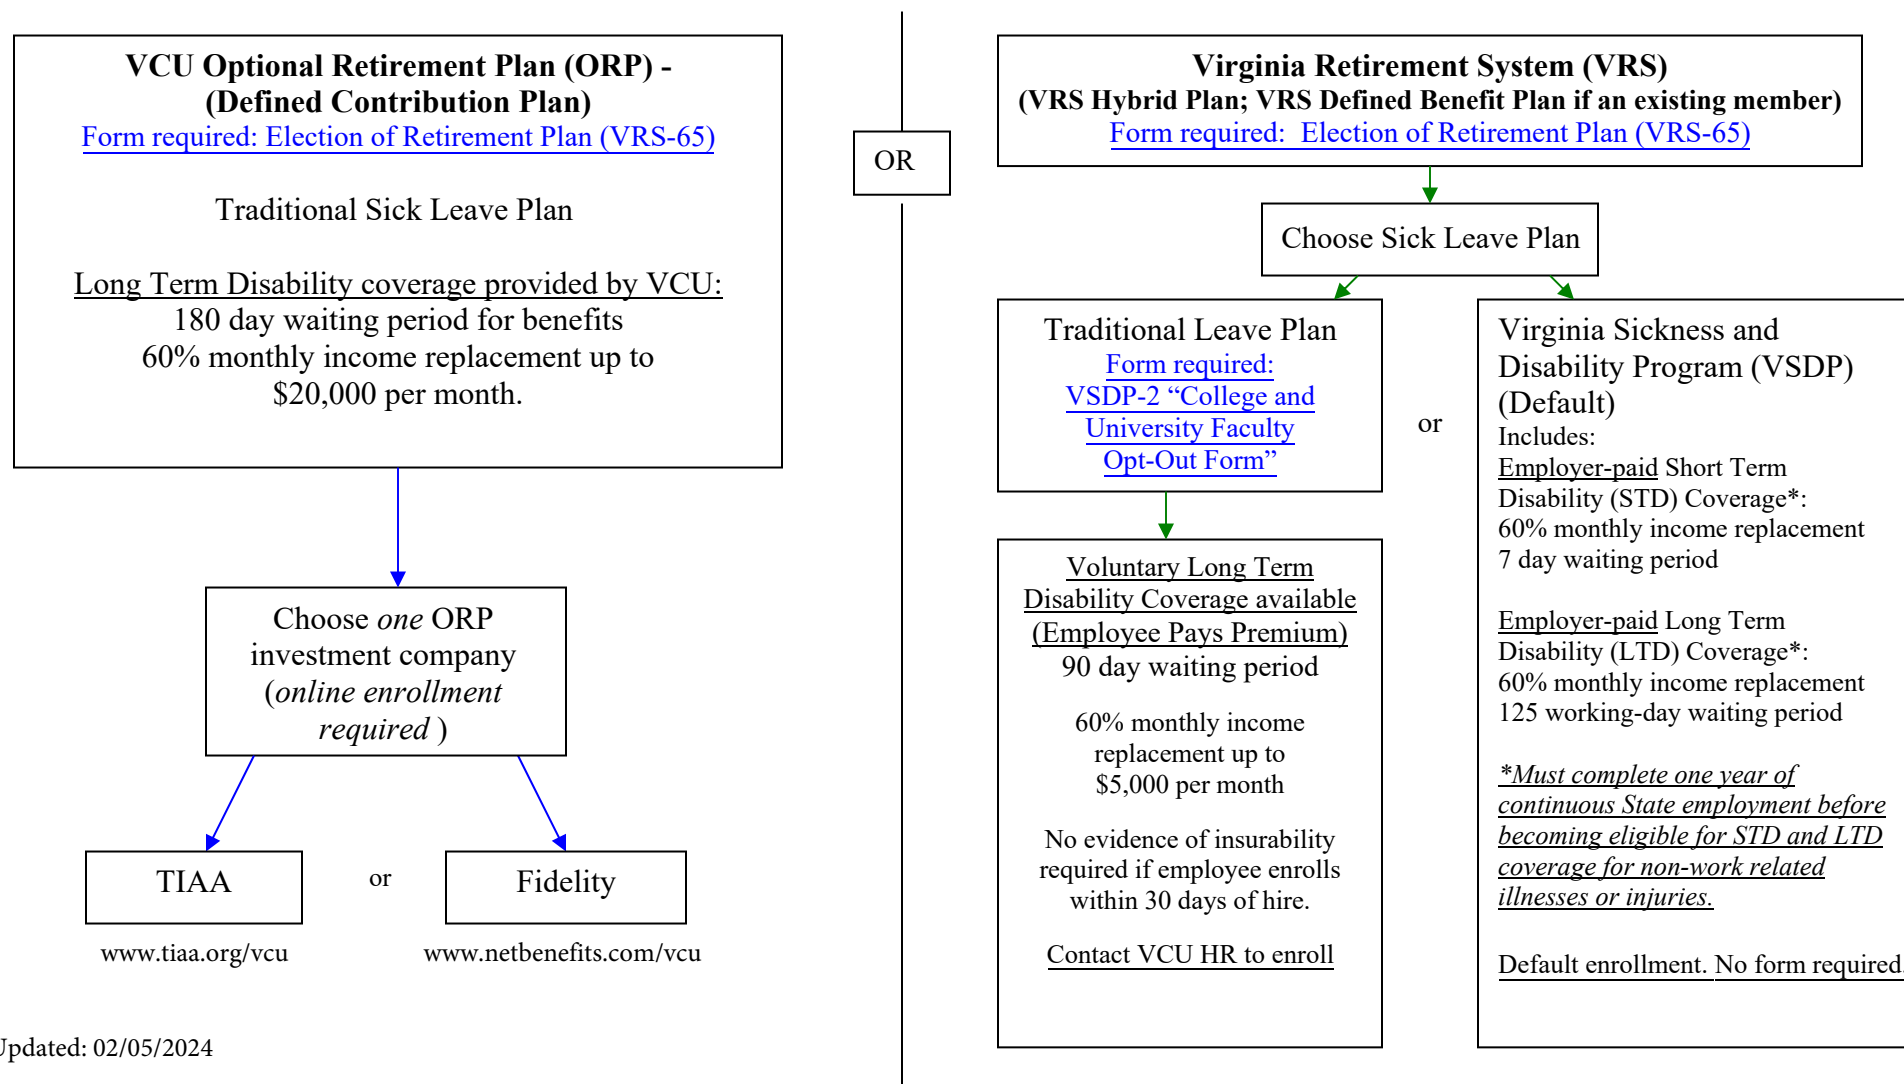 VCU Optional Retirement Plan (ORP) -
(Defined Contribution Plan)
Form required: Election of Retirement Plan (VRS-65)
Traditional Sick Leave Plan
Long Term Disability coverage provided by VCU:
180 day waiting period for benefits
60% monthly income replacement up to
$20,000 per month.
Choose one ORP
investment company
(online enrollment
required )
TIAA
or
Fidelity
www.tiaa.org/vcu
www.netbenefits.com/vcu
Updated: 02/05/2024
OR
Virginia Retirement System (VRS)
(VRS Hybrid Plan; VRS Defined Benefit Plan if an existing member)
Form required:  Election of Retirement Plan (VRS-65)
Choose Sick Leave Plan
Traditional Leave Plan
Form required:
VSDP-2 “College and
University Faculty
Opt-Out Form”
Voluntary Long Term
Disability Coverage available
(Employee Pays Premium)
90 day waiting period
60% monthly income
replacement up to
$5,000 per month
No evidence of insurability
required if employee enrolls
within 30 days of hire.
Contact VCU HR to enroll
or
Virginia Sickness and
Disability Program (VSDP)
(Default)
Includes:
Employer-paid Short Term
Disability (STD) Coverage*:
60% monthly income replacement
7 day waiting period
Employer-paid Long Term
Disability (LTD) Coverage*:
60% monthly income replacement
125 working-day waiting period
*Must complete one year of
continuous State employment before
becoming eligible for STD and LTD
coverage for non-work related
illnesses or injuries.
Default enrollment. No form required.